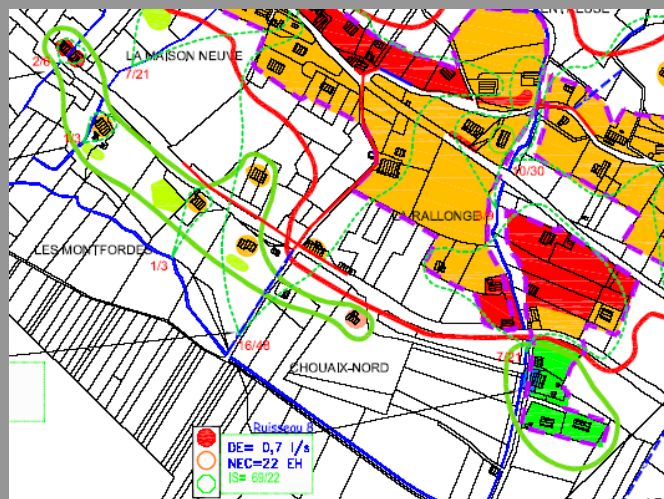 LA MAISON NEUVE
2/6
7/21
1/3
10/30
LES MONTFORDES
1/3
16/48
7/21
CHOUAIX-NORD
Ruisseau 8
DE= 0,7 l/s
NEC=22 EH
IS= 69/22